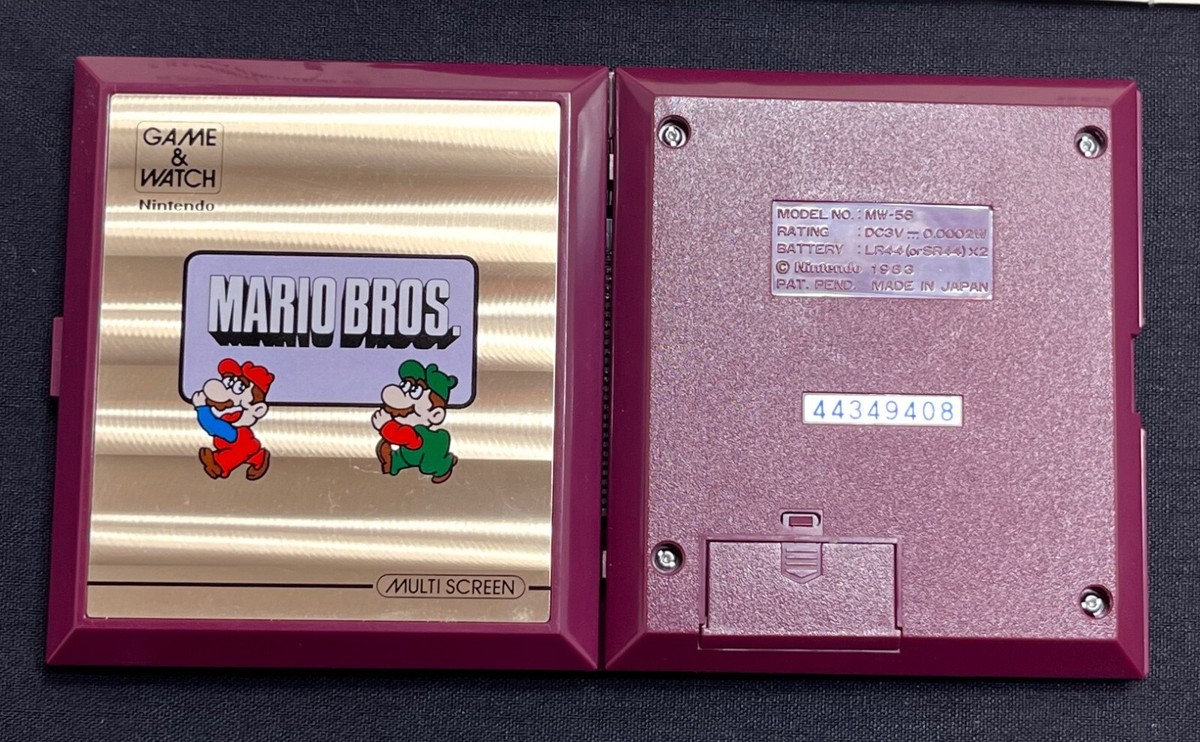 GAME
&
WATCH
Nintendo
MARIO BROS.
MULTI SCREEN
MODEL NO. : MW-56
RATING : DC3V ⎓ 0.0002W
BATTERY : LR44 (or SR44) X2
© Nintendo 1983
PAT. PEND. MADE IN JAPAN
44349408